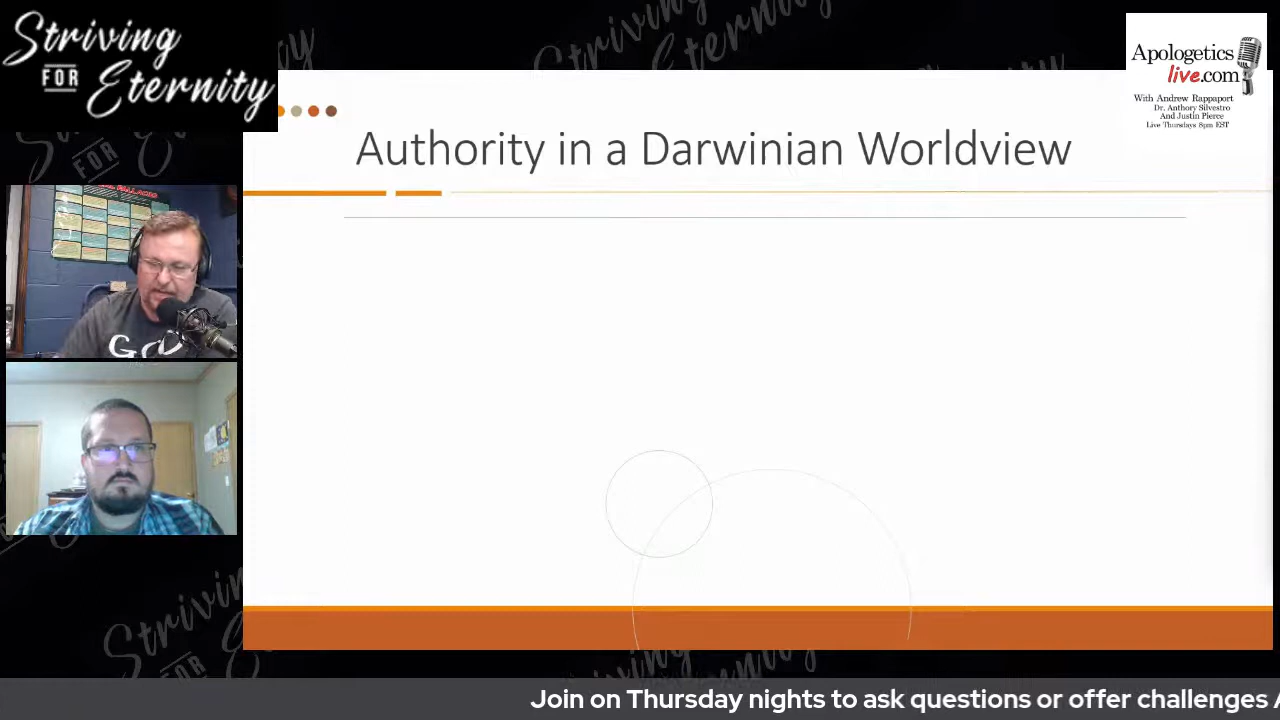 Striving
FOR
Eternity
Apologetics
live.com
With Andrew Rappaport
Dr. Anthony Silvestro
And Justin Pierce
Live Thursdays 8pm EST
Authority in a Darwinian Worldview
GO
Join on Thursday nights to ask questions or offer challenges